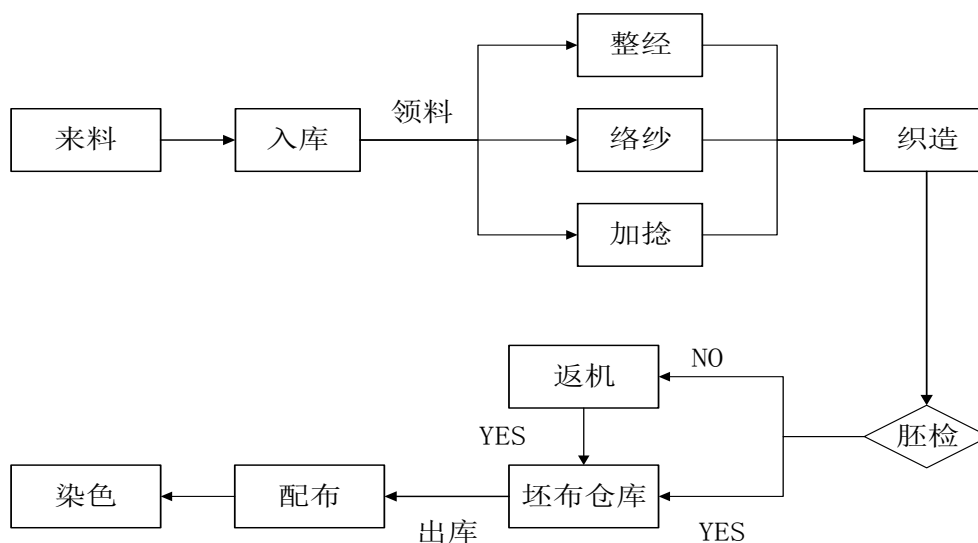 整经
领料
来料
入库
络纱
织造
加捻
返机
NO
YES
胚检
染色
配布
坯布仓库
出库
YES